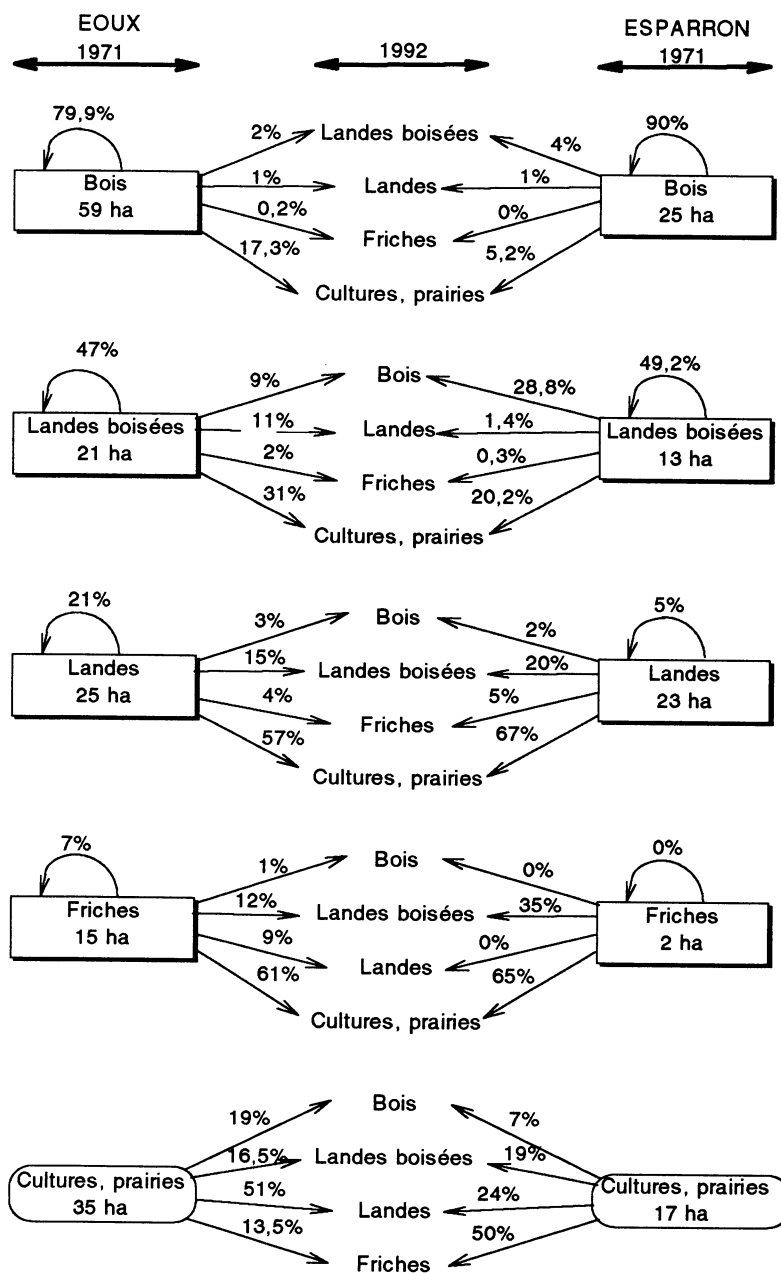 EOUX
ESPARRON
1971
1992
1971
79,9%
2%
Landes boisées
4%
90%
Bois
59 ha
1%
Landes
1%
Bois
25 ha
0,2%
Friches
0%
17,3%
Cultures, prairies
5,2%
47%
9%
Bois
28,8%
49,2%
Landes boisées
21 ha
11%
Landes
1,4%
Landes boisées
13 ha
2%
Friches
0,3%
31%
Cultures, prairies
20,2%
21%
3%
Bois
2%
5%
Landes
25 ha
15%
Landes boisées
20%
Landes
23 ha
4%
Friches
5%
57%
Cultures, prairies
67%
7%
1%
Bois
0%
0%
Friches
15 ha
12%
Landes boisées
35%
Friches
2 ha
9%
Landes
0%
61%
Cultures, prairies
65%
19%
Bois
7%
16,5%
Landes boisées
19%
Cultures, prairies
35 ha
51%
Landes
24%
Cultures, prairies
17 ha
13,5%
Friches
50%